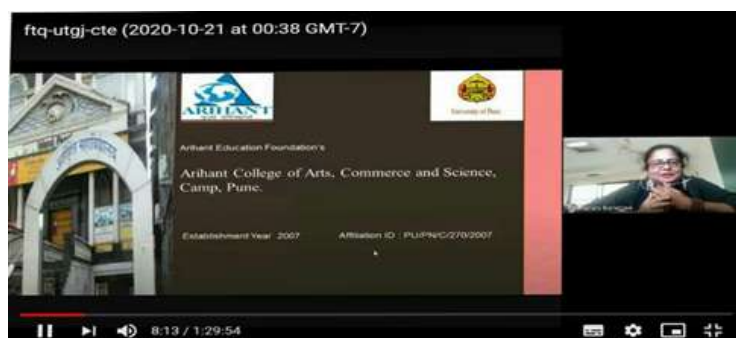 ftq-utgj-cte (2020-10-21 at 00:38 GMT-7)
ARIHANT
University of Pune
Arihant Education Foundation's
Arihant College of Arts, Commerce and Science,
Camp, Pune.
Establishment Year 2007 Affiliation ID : PU/PN/C/270/2007
8:13 / 1:29:54